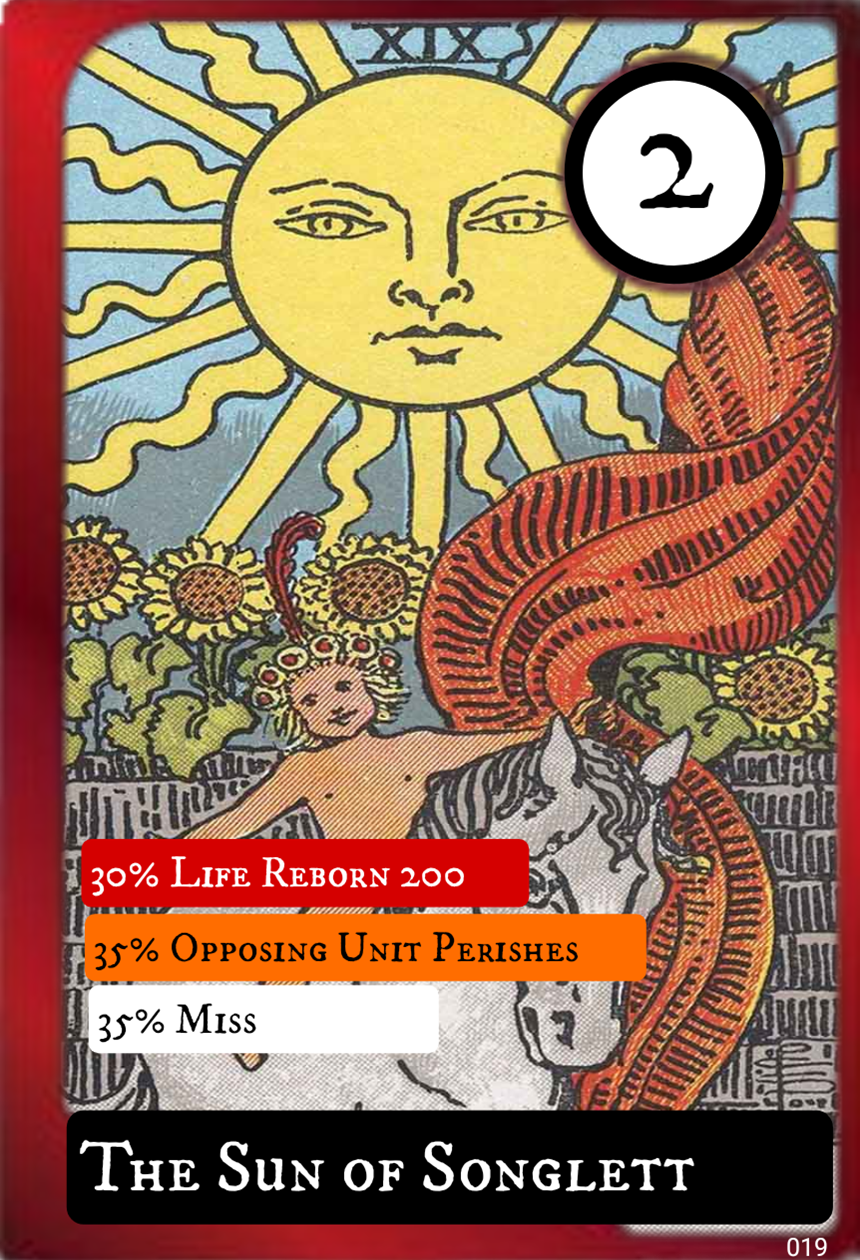 XIX
2
30% Life Reborn 200
35% Opposing Unit Perishes
35% Miss
The Sun of Songlett
019